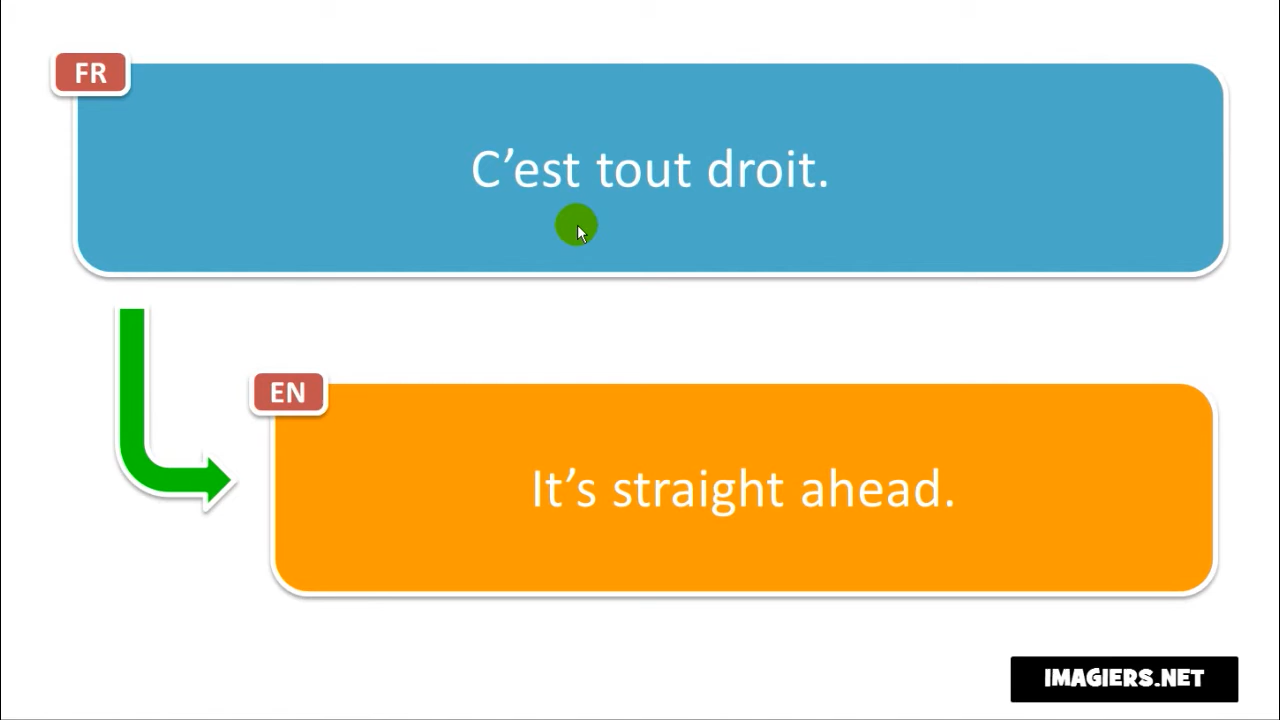 FR
C’est tout droit.
EN
It’s straight ahead.
IMAGIERS.NET